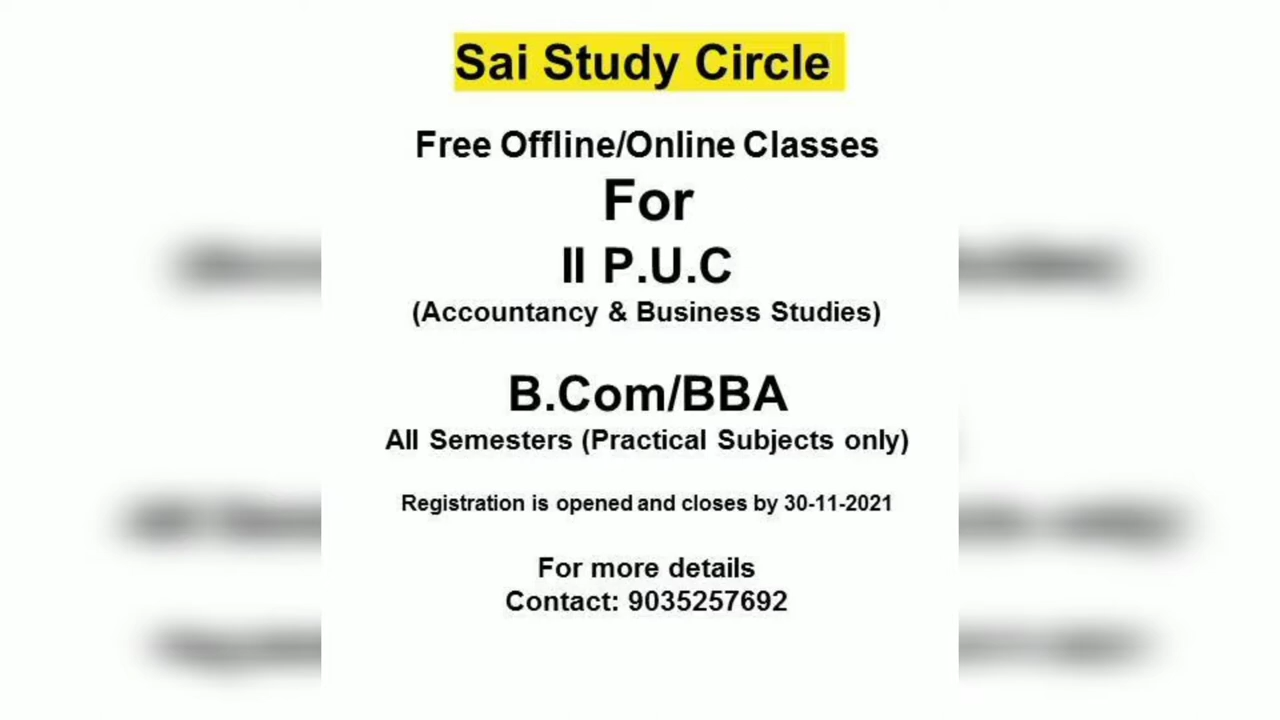 Sai Study Circle
Free Offline/Online Classes
For
II P.U.C
(Accountancy & Business Studies)
B.Com/BBA
All Semesters (Practical Subjects only)
Registration is opened and closes by 30-11-2021
For more details
Contact: 9035257692